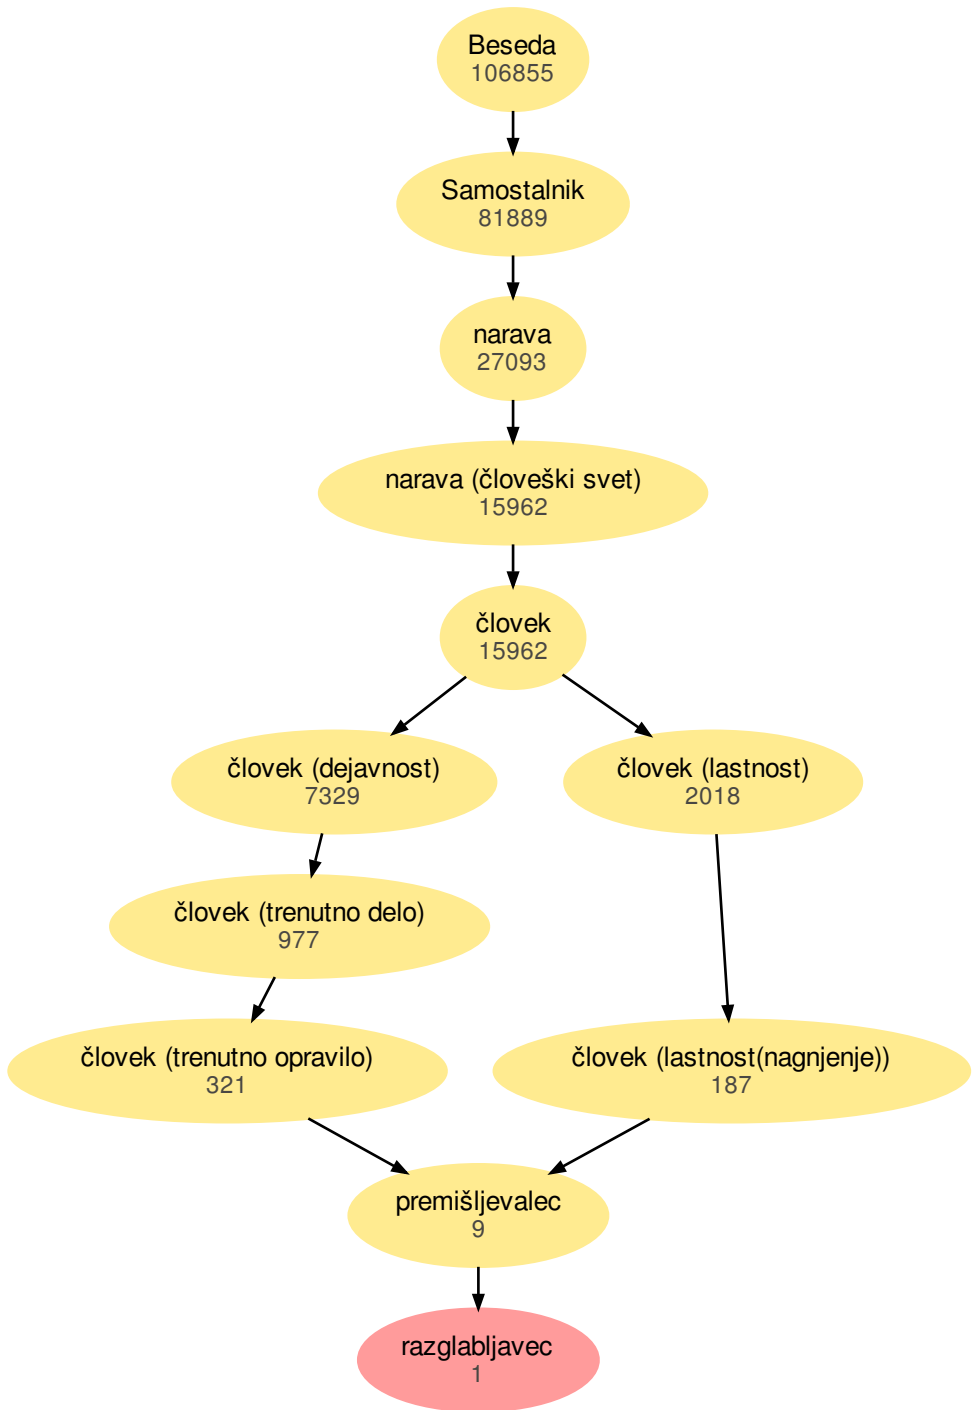 Beseda
106855
Samostalnik
81889
narava
27093
narava (človeški svet)
15962
človek
15962
človek (dejavnost)
7329
človek (lastnost)
2018
človek (trenutno delo)
977
človek (trenutno opravilo)
321
človek (lastnost(nagnjenje))
187
premišljevalec
9
razglabljavec
1